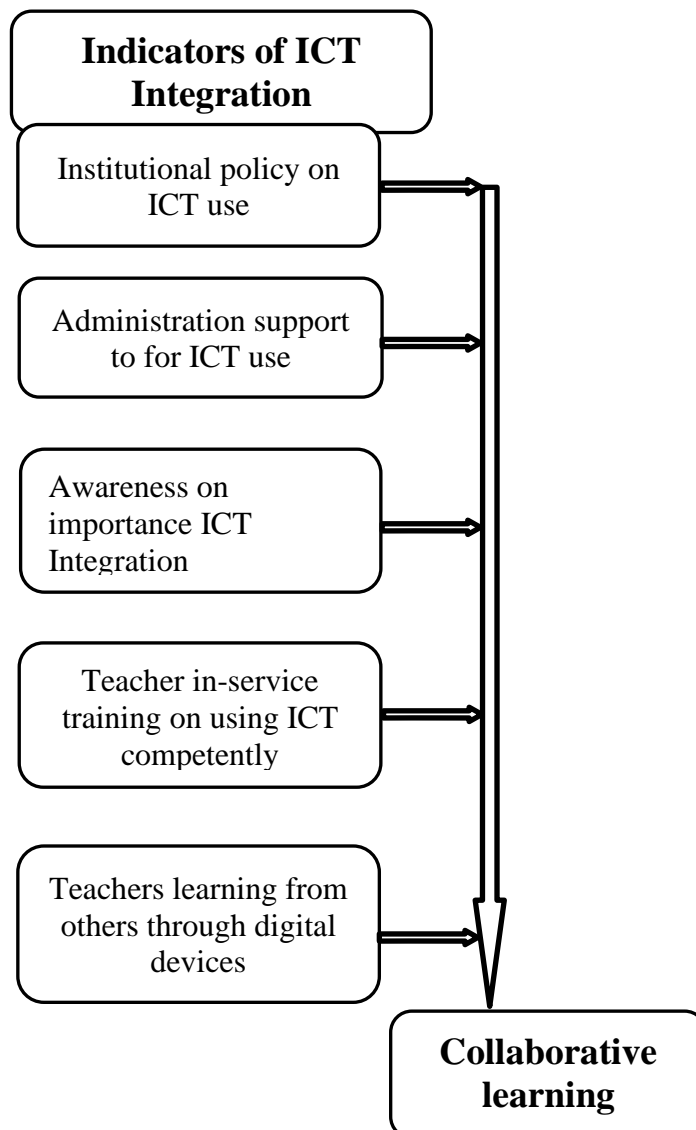 Indicators of ICT
Integration
Institutional policy on
ICT use
Administration support
to for ICT use
Awareness on
importance ICT
Integration
Teacher in-service
training on using ICT
competently
Teachers learning from
others through digital
devices
Collaborative
learning